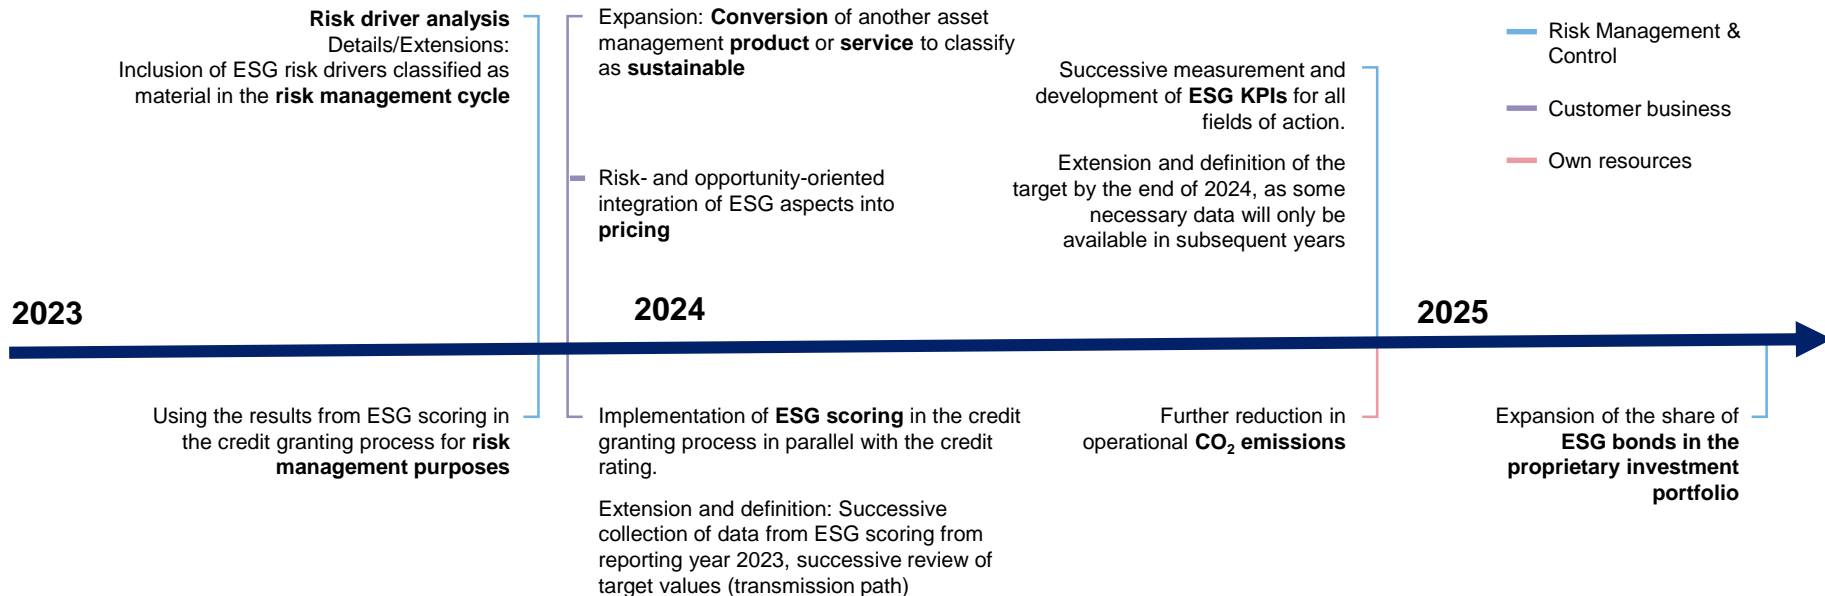 Risk driver analysis
Details/Extensions:
Inclusion of ESG risk drivers classified as
material in the risk management cycle
Expansion: Conversion of another asset
management product or service to classify
as sustainable
Risk- and opportunity-oriented
integration of ESG aspects into
pricing
Successive measurement and
development of ESG KPIs for all
fields of action.
Extension and definition of the
target by the end of 2024, as some
necessary data will only be
available in subsequent years
Risk Management &
Control
Customer business
Own resources
2023
2024
2025
Using the results from ESG scoring in
the credit granting process for risk
management purposes
Implementation of ESG scoring in the credit
granting process in parallel with the credit
rating.
Extension and definition: Successive
collection of data from ESG scoring from
reporting year 2023, successive review of
target values (transmission path)
Further reduction in
operational CO2 emissions
Expansion of the share of
ESG bonds in the
proprietary investment
portfolio